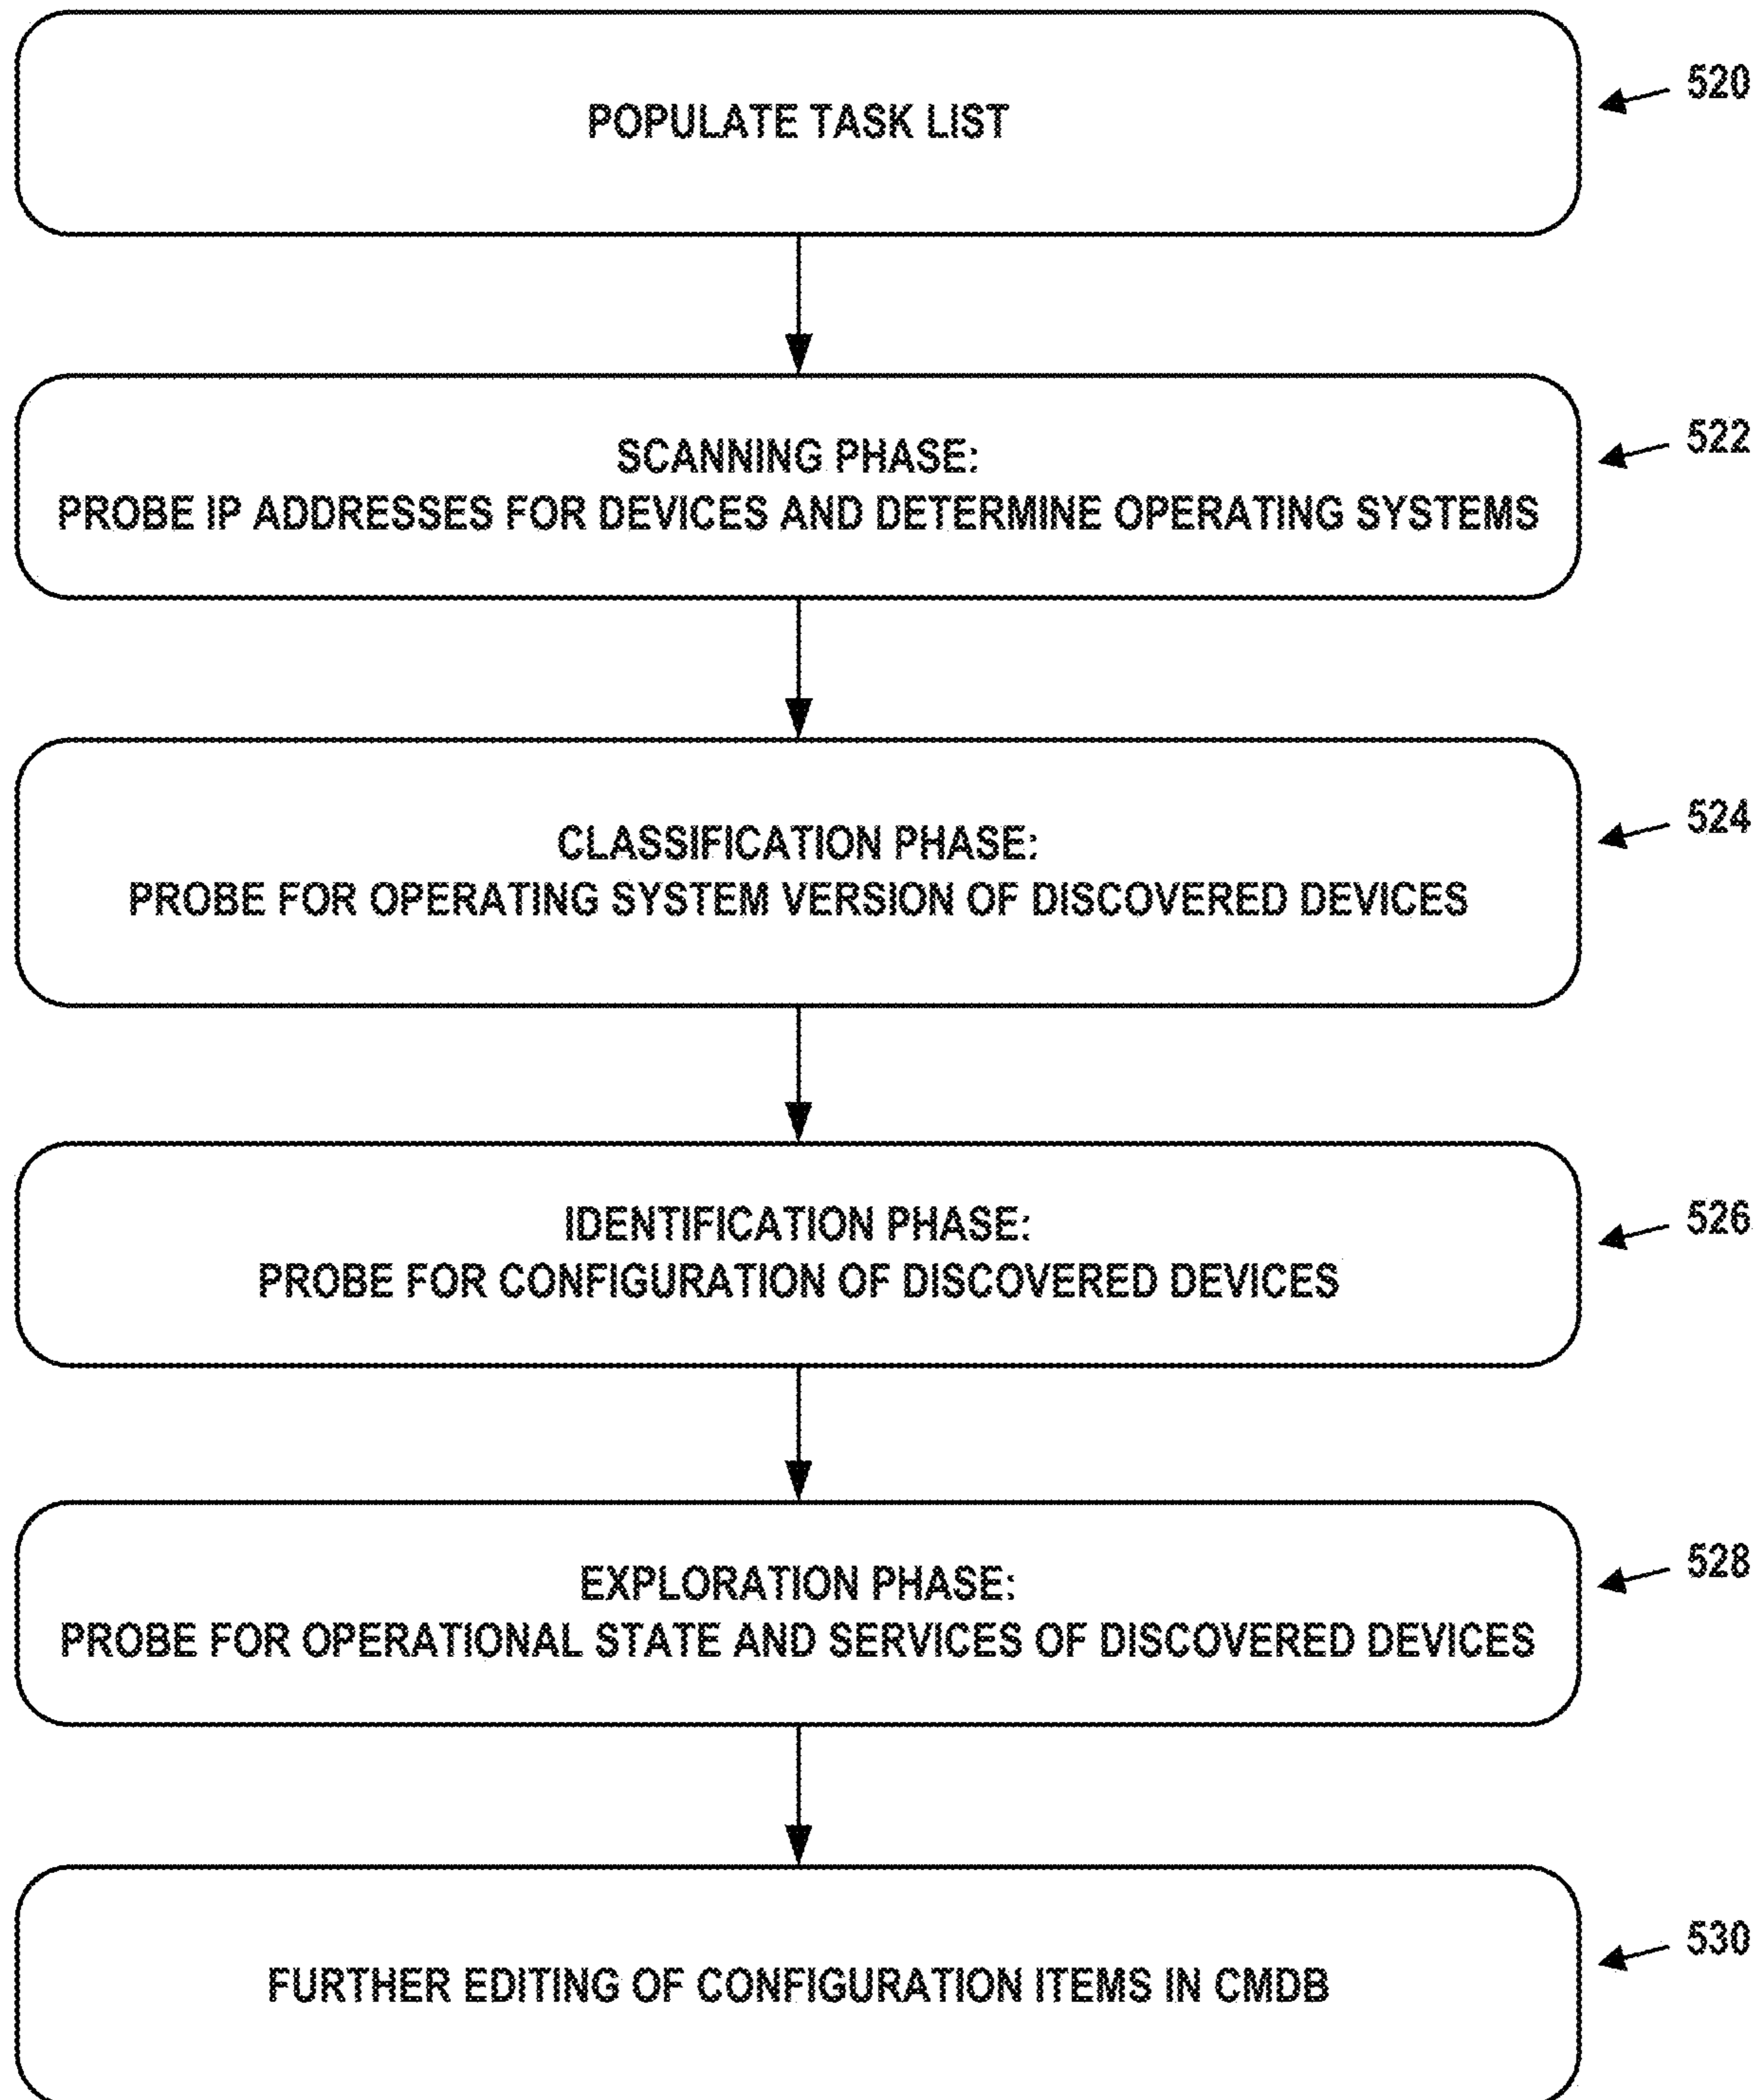 POPULATE TASK LIST
520
SCANNING PHASE:
PROBE IP ADDRESSES FOR DEVICES AND DETERMINE OPERATING SYSTEMS
522
CLASSIFICATION PHASE:
PROBE FOR OPERATING SYSTEM VERSION OF DISCOVERED DEVICES
524
IDENTIFICATION PHASE:
PROBE FOR CONFIGURATION OF DISCOVERED DEVICES
526
EXPLORATION PHASE:
PROBE FOR OPERATIONAL STATE AND SERVICES OF DISCOVERED DEVICES
528
FURTHER EDITING OF CONFIGURATION ITEMS IN CMDB
530